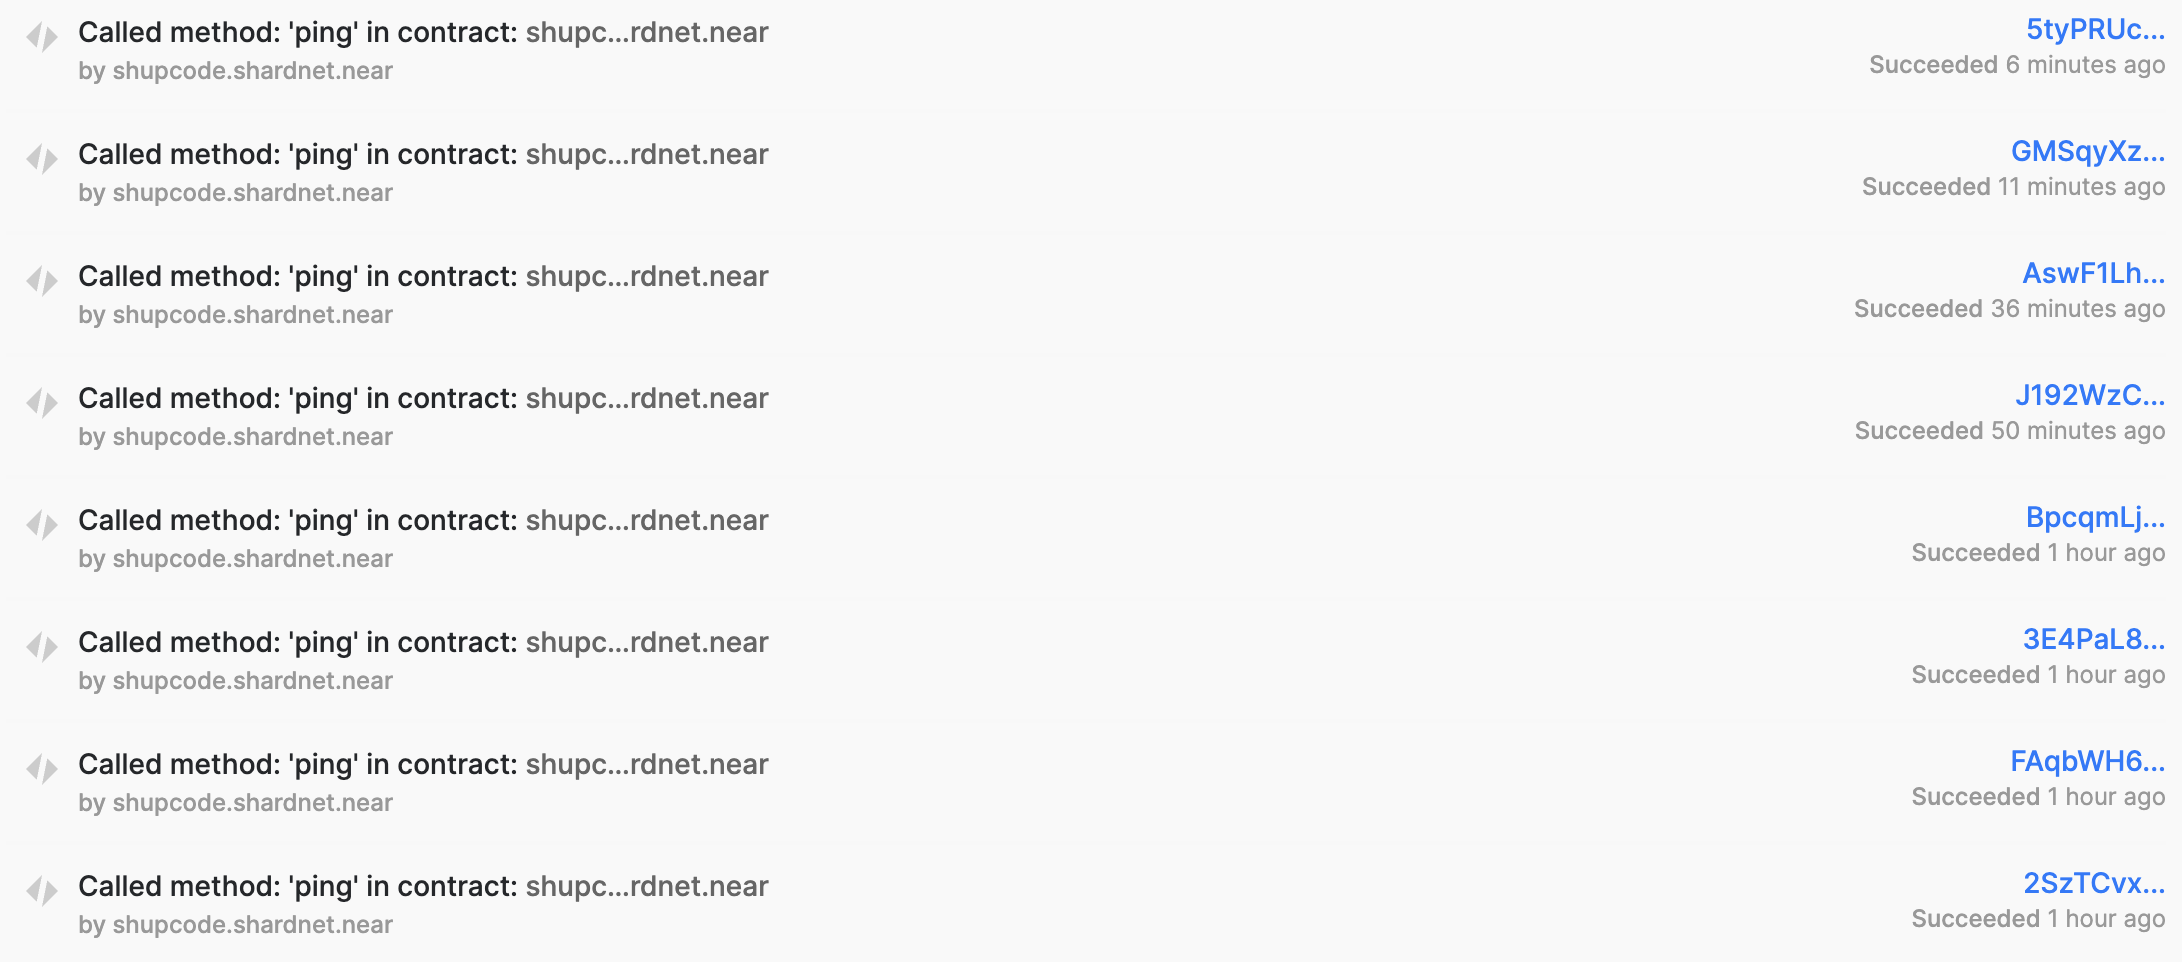 Called method: 'ping' in contract: shupc...rdnet.near
5tyPRUc...
by shupcode.shardnet.near
Succeeded 6 minutes ago
Called method: 'ping' in contract: shupc...rdnet.near
GMSqyXz...
by shupcode.shardnet.near
Succeeded 11 minutes ago
Called method: 'ping' in contract: shupc...rdnet.near
AswF1Lh...
by shupcode.shardnet.near
Succeeded 36 minutes ago
Called method: 'ping' in contract: shupc...rdnet.near
J192WzC...
by shupcode.shardnet.near
Succeeded 50 minutes ago
Called method: 'ping' in contract: shupc...rdnet.near
BpcqmLj...
by shupcode.shardnet.near
Succeeded 1 hour ago
Called method: 'ping' in contract: shupc...rdnet.near
3E4PaL8...
by shupcode.shardnet.near
Succeeded 1 hour ago
Called method: 'ping' in contract: shupc...rdnet.near
FAqbWH6...
by shupcode.shardnet.near
Succeeded 1 hour ago
Called method: 'ping' in contract: shupc...rdnet.near
2SzTCvx...
by shupcode.shardnet.near
Succeeded 1 hour ago